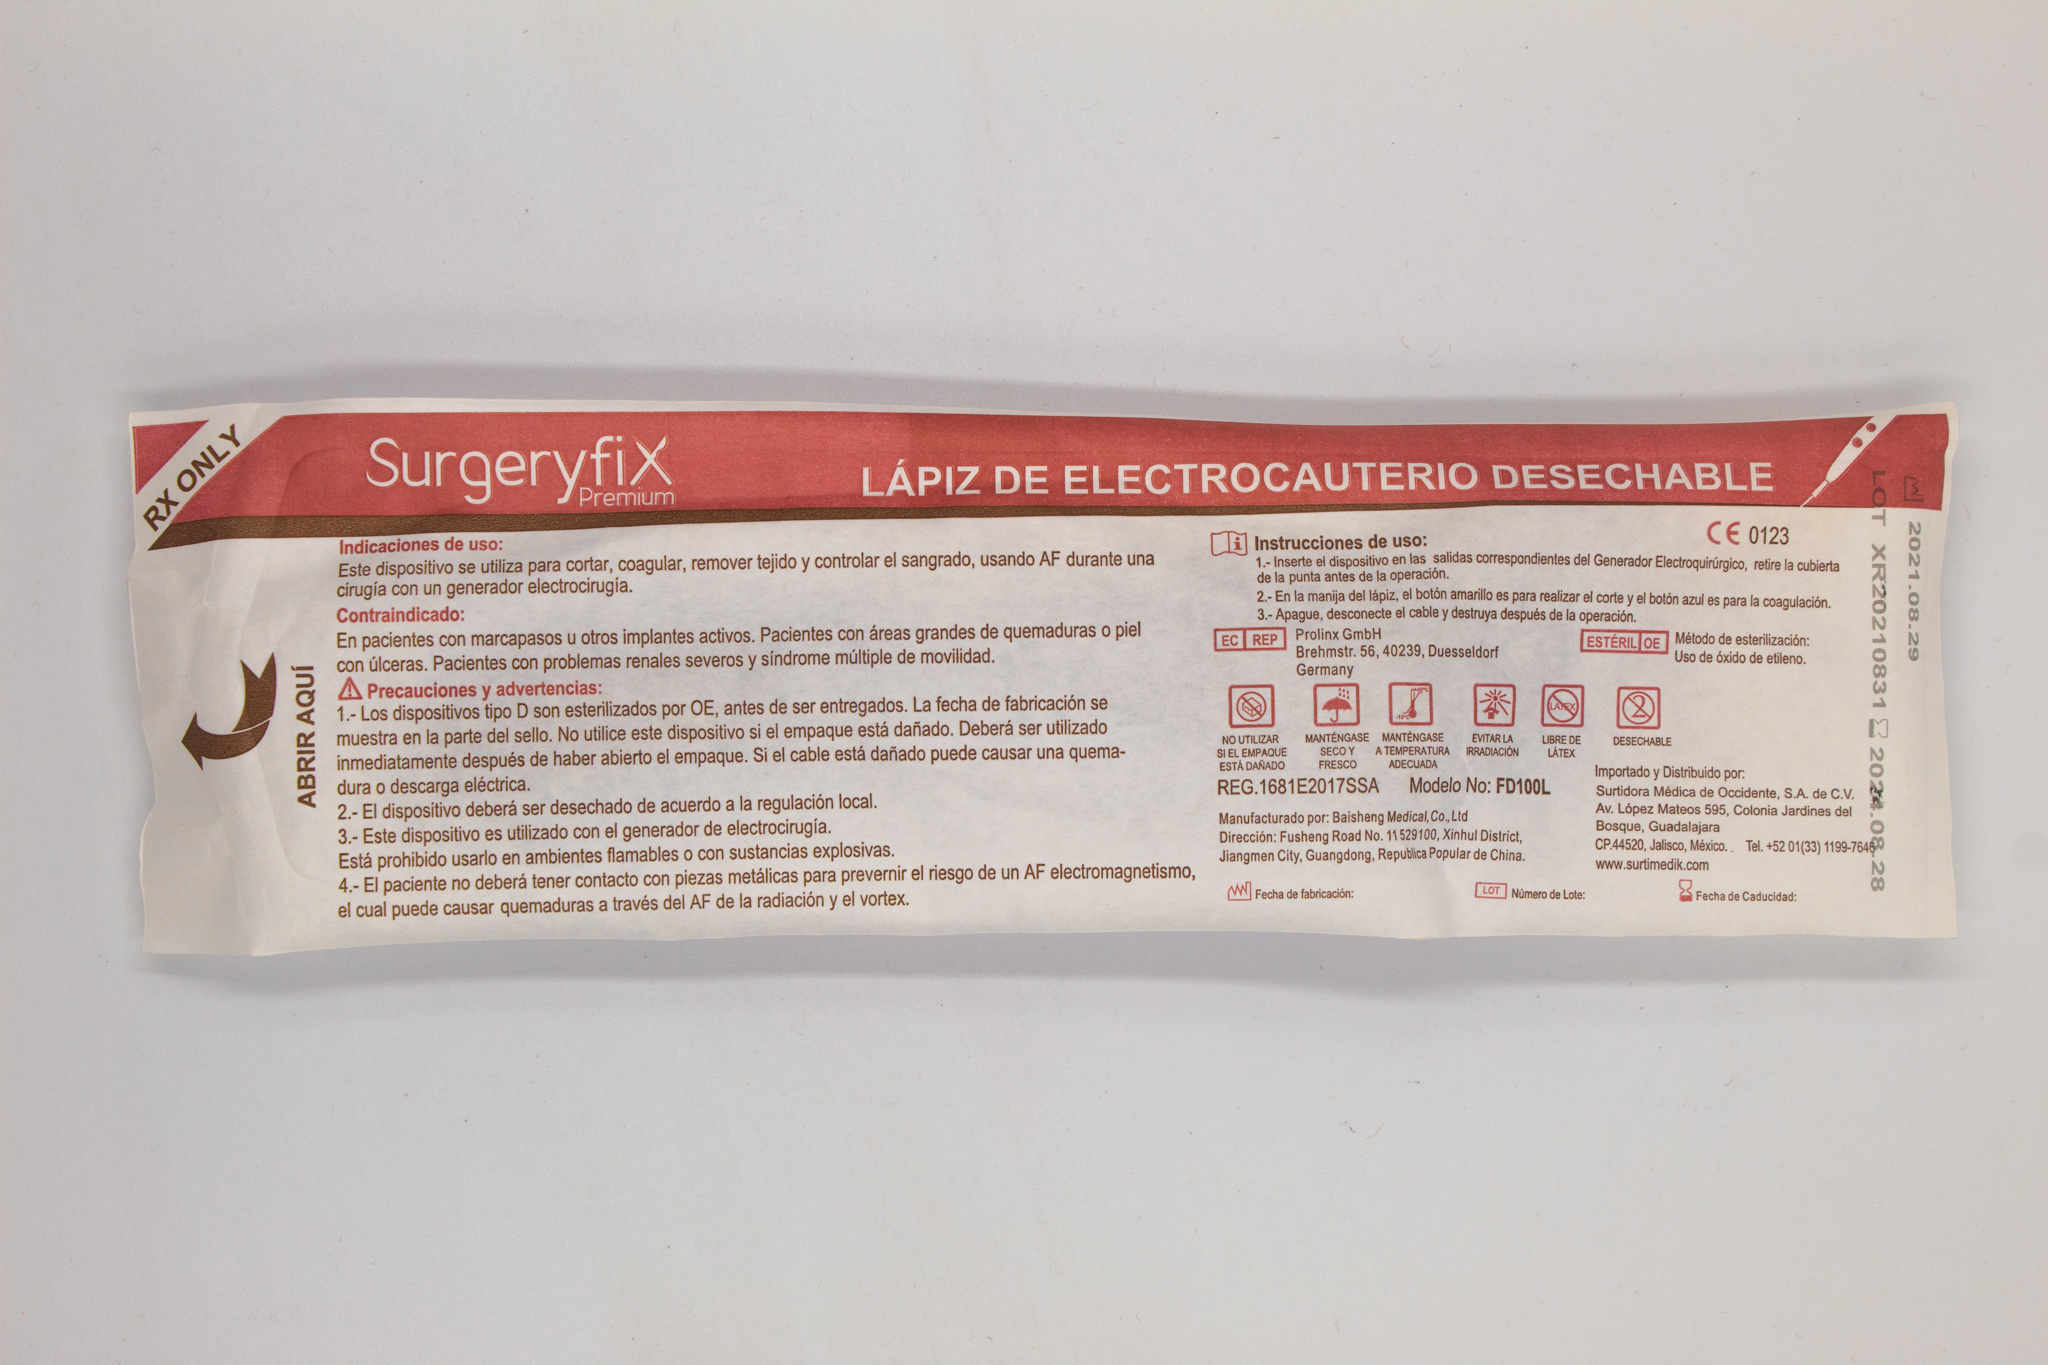 RX ONLY
SurgeryfiX
Premium
LÁPIZ DE ELECTROCAUTERIO DESECHABLE
ABRIR AQUÍ
Indicaciones de uso:
Este dispositivo se utiliza para cortar, coagular, remover tejido y controlar el sangrado, usando AF durante una
cirugía con un generador electrocirugía.
Contraindicado:
En pacientes con marcapasos u otros implantes activos. Pacientes con áreas grandes de quemaduras o piel
con úlceras. Pacientes con problemas renales severos y síndrome múltiple de movilidad.
Precauciones y advertencias:
1.- Los dispositivos tipo D son esterilizados por OE, antes de ser entregados. La fecha de fabricación se
muestra en la parte del sello. No utilice este dispositivo si el empaque está dañado. Deberá ser utilizado
inmediatamente después de haber abierto el empaque. Si el cable está dañado puede causar una quema-
dura o descarga eléctrica.
2.- El dispositivo deberá ser desechado de acuerdo a la regulación local.
3.- Este dispositivo es utilizado con el generador de electrocirugía.
Está prohibido usarlo en ambientes flamables o con sustancias explosivas.
4.- El paciente no deberá tener contacto con piezas metálicas para prevernir el riesgo de un AF electromagnetismo,
el cual puede causar quemaduras a través del AF de la radiación y el vortex.
Instrucciones de uso:
CE 0123
1.- Inserte el dispositivo en las salidas correspondientes del Generador Electroquirúrgico, retire la cubierta
de la punta antes de la operación.
2.- En la manija del lápiz, el botón amarillo es para realizar el corte y el botón azul es para la coagulación.
3.- Apague, desconecte el cable y destruya después de la operación.
EC REP
Prolinx GmbH
Brehmstr. 56, 40239, Duesseldorf
Germany
ESTÉRIL OE
Método de esterilización:
Uso de óxido de etileno.
LATEX
2
NO UTILIZAR
SI EL EMPAQUE
ESTÁ DAÑADO
MANTÉNGASE
SECO Y
FRESCO
MANTÉNGASE
A TEMPERATURA
ADECUADA
EVITAR LA
IRRADIACIÓN
LIBRE DE
LÁTEX
DESECHABLE
REG.1681E2017SSA Modelo No: FD100L
Manufacturado por: Baisheng Medical,Co,.Ltd
Dirección: Fusheng Road No. 11 529100, Xinhul District,
Jiangmen City, Guangdong, Republica Popular de China.
Importado y Distribuido por:
Surtidora Médica de Occidente, S.A. de C.V.
Av. López Mateos 595, Colonia Jardines del
Bosque, Guadalajara
CP.44520, Jalisco, México. Tel. +52 01(33) 1199-7646
www.surtimedik.com
Fecha de fabricación:
LOT Número de Lote:
Fecha de Caducidad:
2021.08.29
LOT XR20210831 2024.08.28